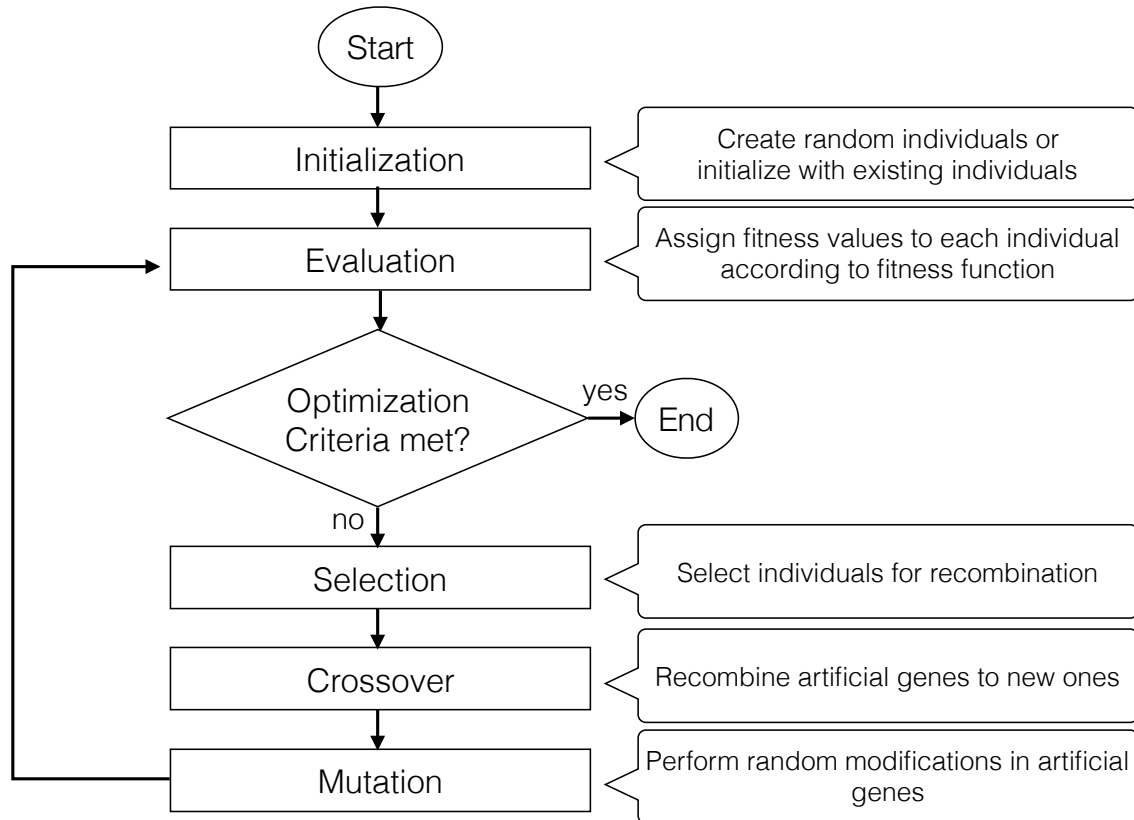 Start
Initialization
Create random individuals or
initialize with existing individuals
Evaluation
Assign fitness values to each individual
according to fitness function
Optimization
Criteria met?
yes
End
no
Selection
Select individuals for recombination
Crossover
Recombine artificial genes to new ones
Mutation
Perform random modifications in artificial
genes